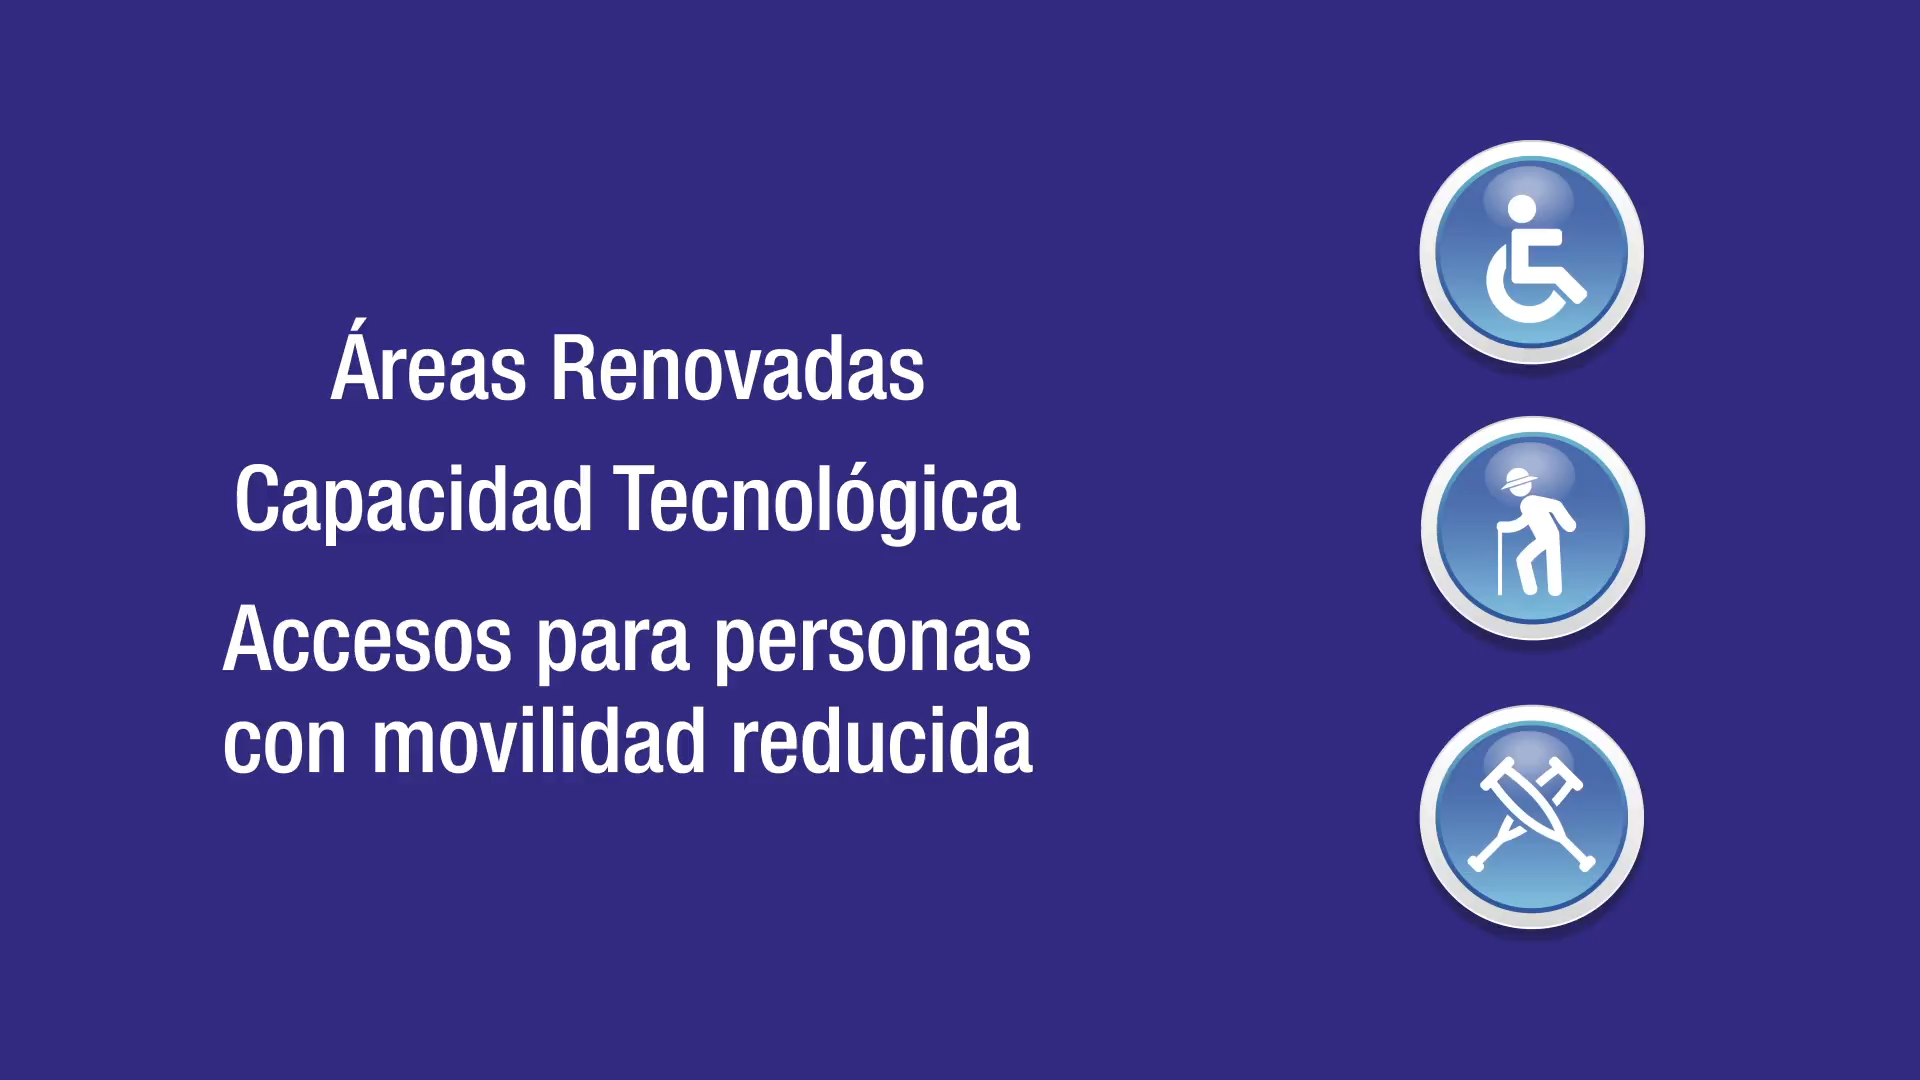 Áreas Renovadas
Capacidad Tecnológica
Accesos para personas
con movilidad reducida